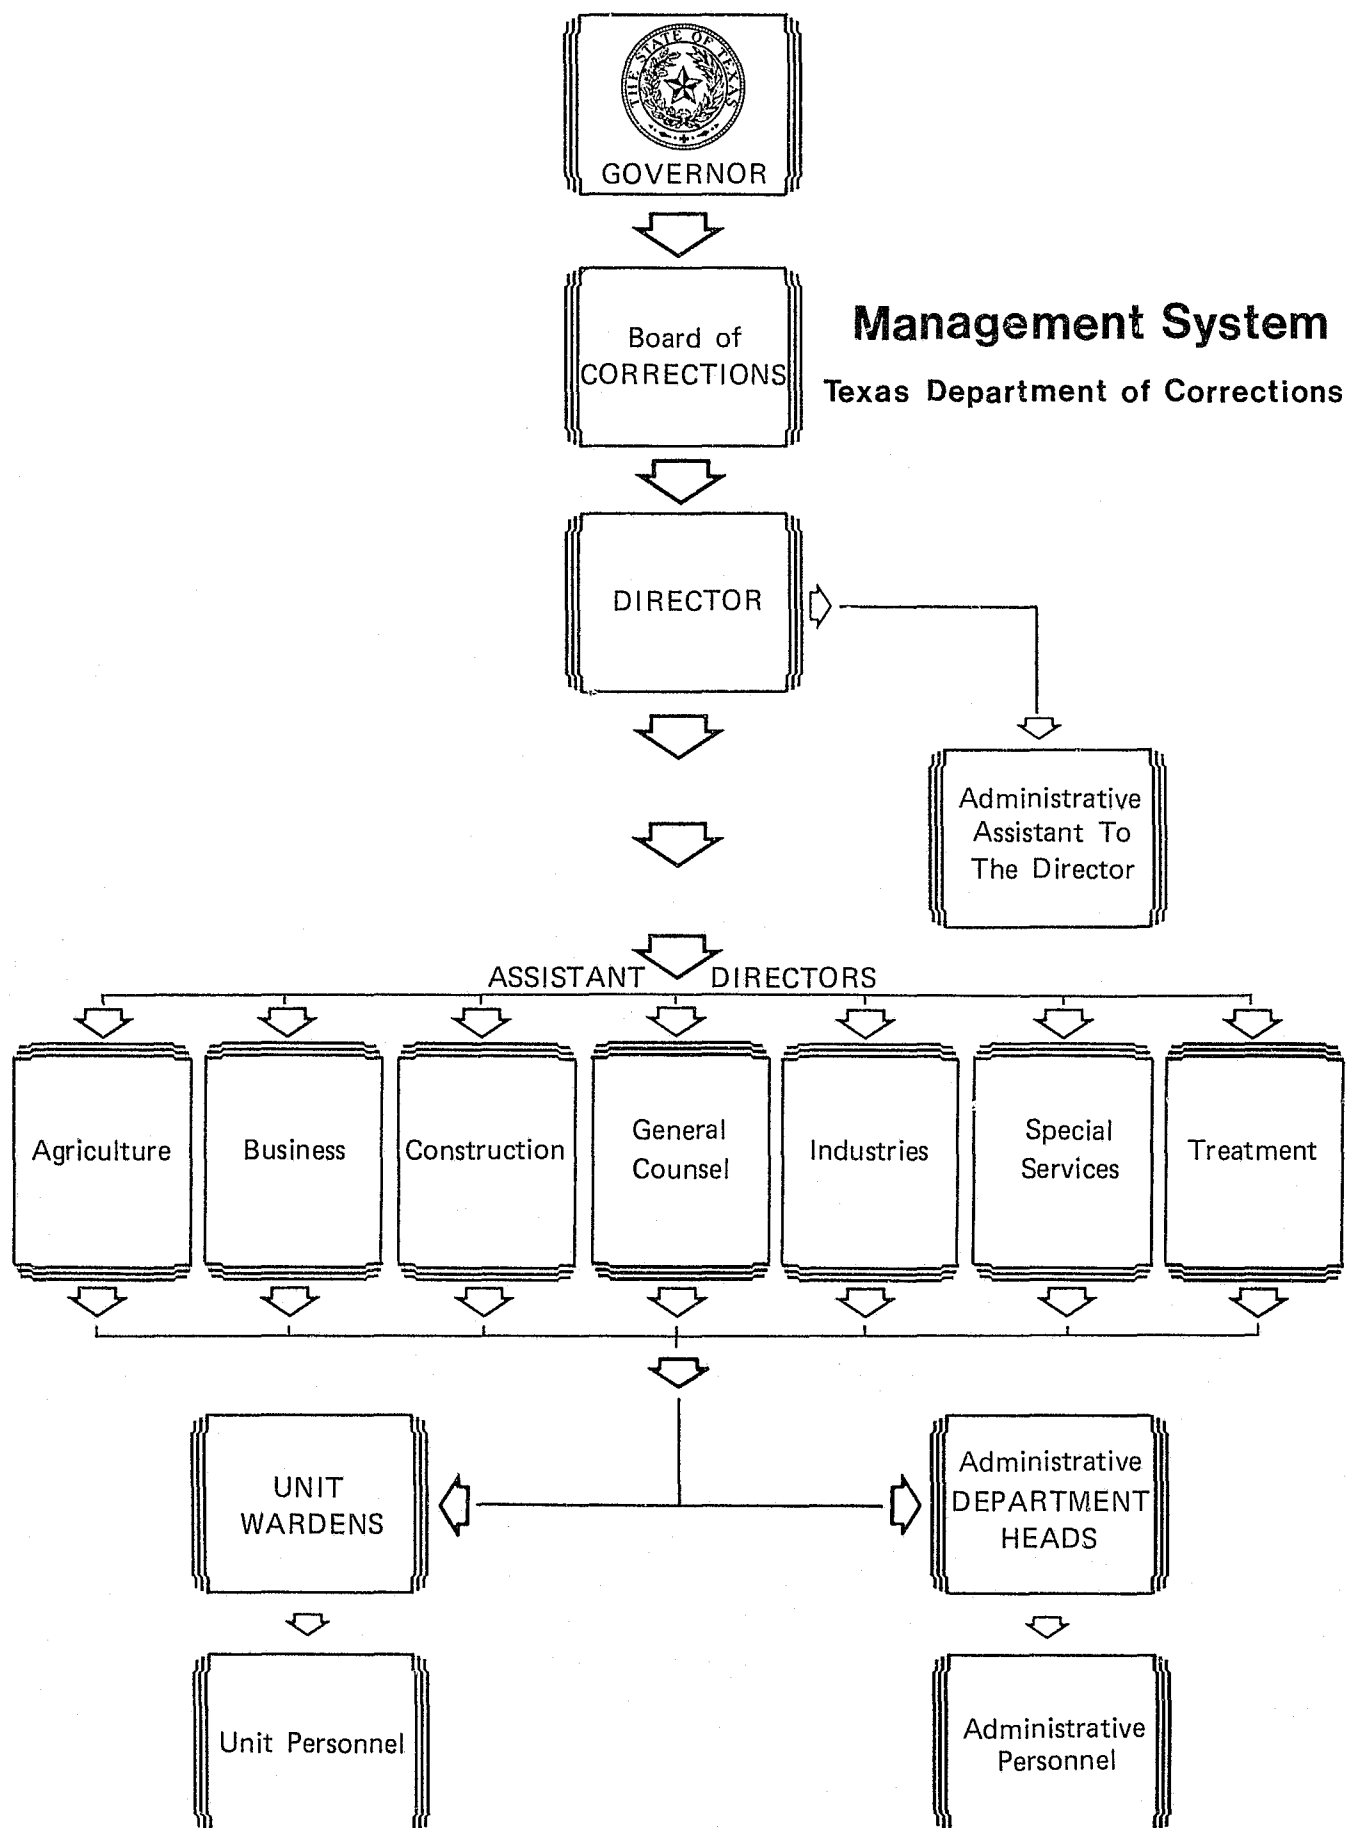 THE STATE OF TEXAS
GOVERNOR
Board of
CORRECTIONS
Management System
Texas Department of Corrections
DIRECTOR
Administrative
Assistant To
The Director
ASSISTANT DIRECTORS
Agriculture
Business
Construction
General
Counsel
Industries
Special
Services
Treatment
UNIT
WARDENS
Administrative
DEPARTMENT
HEADS
Unit Personnel
Administrative
Personnel